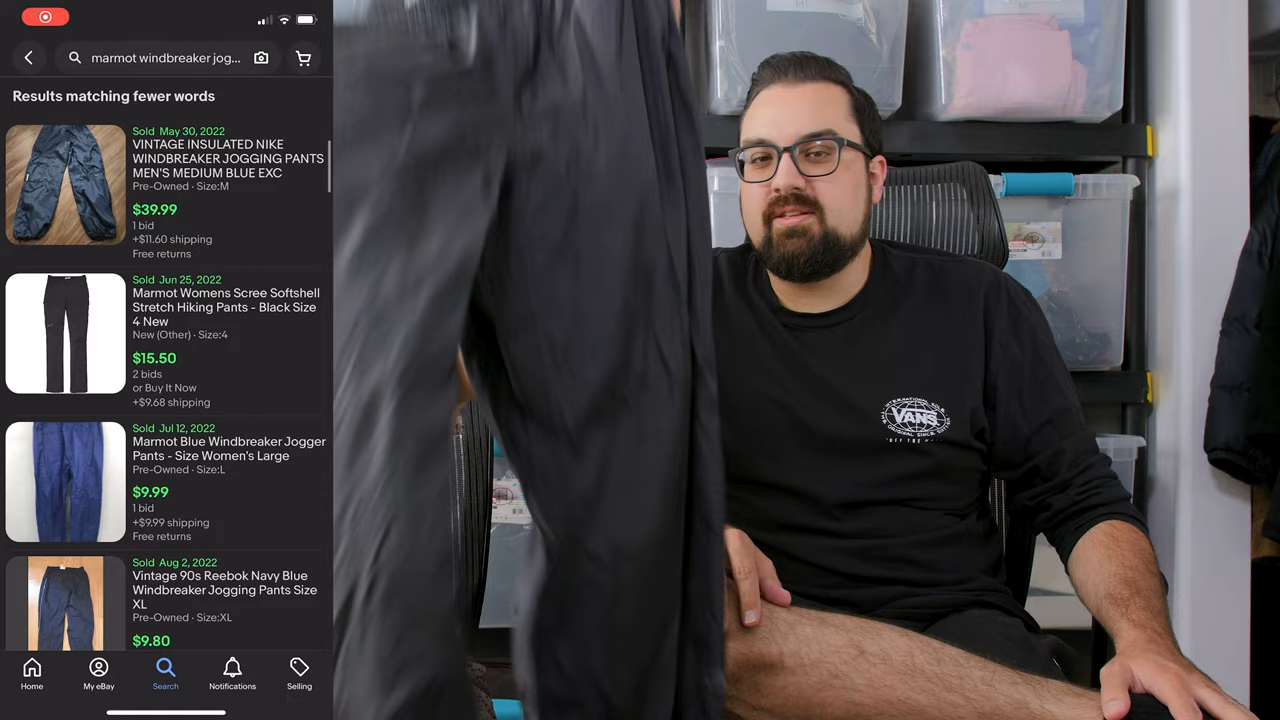 marmot windbreaker jog...
Results matching fewer words
Sold May 30, 2022
VINTAGE INSULATED NIKE
WINDBREAKER JOGGING PANTS
MEN'S MEDIUM BLUE EXC
Pre-Owned · Size:M
$39.99
1 bid
+$11.60 shipping
Free returns
Sold Jun 25, 2022
Marmot Womens Scree Softshell
Stretch Hiking Pants - Black Size
4 New
New (Other) · Size:4
$15.50
2 bids
or Buy It Now
+$9.68 shipping
Sold Jul 12, 2022
Marmot Blue Windbreaker Jogger
Pants - Size Women's Large
Pre-Owned · Size:L
$9.99
1 bid
+$9.99 shipping
Free returns
Sold Aug 2, 2022
Vintage 90s Reebok Navy Blue
Windbreaker Jogging Pants Size
XL
Pre-Owned · Size:XL
$9.80
Home
My eBay
Search
Notifications
Selling
VANS